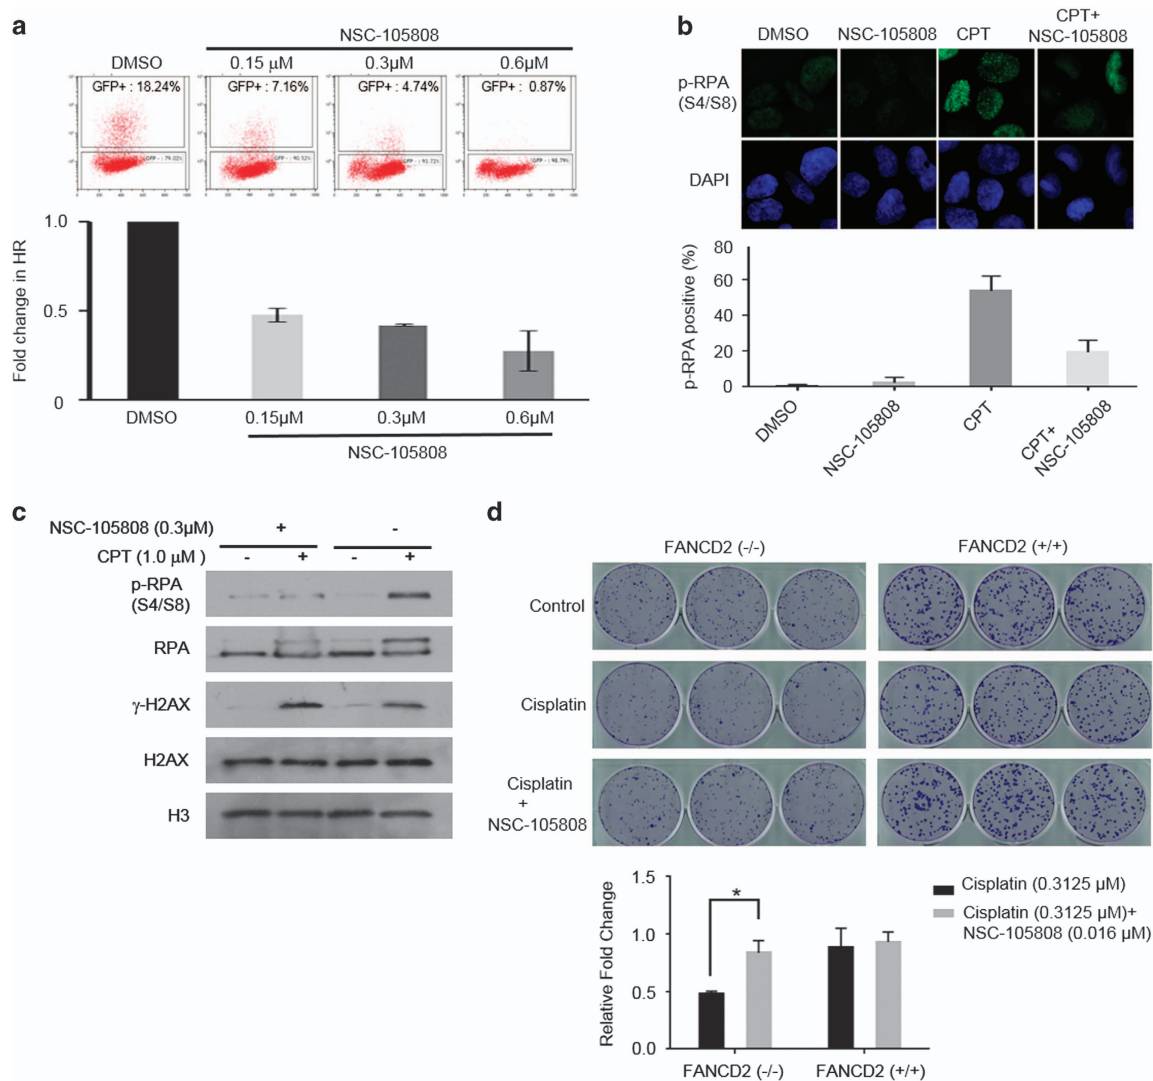 a
NSC-105808
DMSO
0.15 μM
0.3μM
0.6μM
GFP+ : 18.24%
GFP+ : 7.16%
GFP+ : 4.74%
GFP+ : 0.87%
Fold change in HR
1.0
0.5
0
DMSO
0.15μM
0.3μM
0.6μM
NSC-105808
b
DMSO
NSC-105808
CPT
CPT+
NSC-105808
p-RPA
(S4/S8)
DAPI
p-RPA positive (%)
80
60
40
20
0
DMSO
NSC-105808
CPT
CPT+
NSC-105808
c
NSC-105808 (0.3μM)
+
-
CPT (1.0 μM )
-
+
-
+
p-RPA
(S4/S8)
RPA
γ-H2AX
H2AX
H3
d
FANCD2 (-/-)
FANCD2 (+/+)
Control
Cisplatin
Cisplatin
+
NSC-105808
Relative Fold Change
1.5
1.0
0.5
0.0
*
Cisplatin (0.3125 μM)
Cisplatin (0.3125 μM)+
NSC-105808 (0.016 μM)
FANCD2 (-/-)
FANCD2 (+/+)